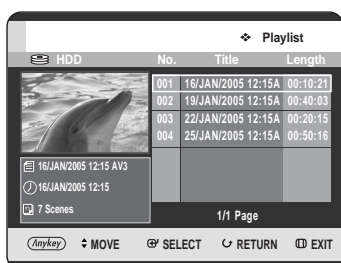 ❖ Playlist
HDD No. Title Length
001 16/JAN/2005 12:15A 00:10:21
002 19/JAN/2005 12:15A 00:40:03
003 22/JAN/2005 12:15A 00:20:15
004 25/JAN/2005 12:15A 00:50:16
16/JAN/2005 12:15 AV3
16/JAN/2005 12:15
7 Scenes
1/1 Page
Anykey MOVE SELECT RETURN EXIT